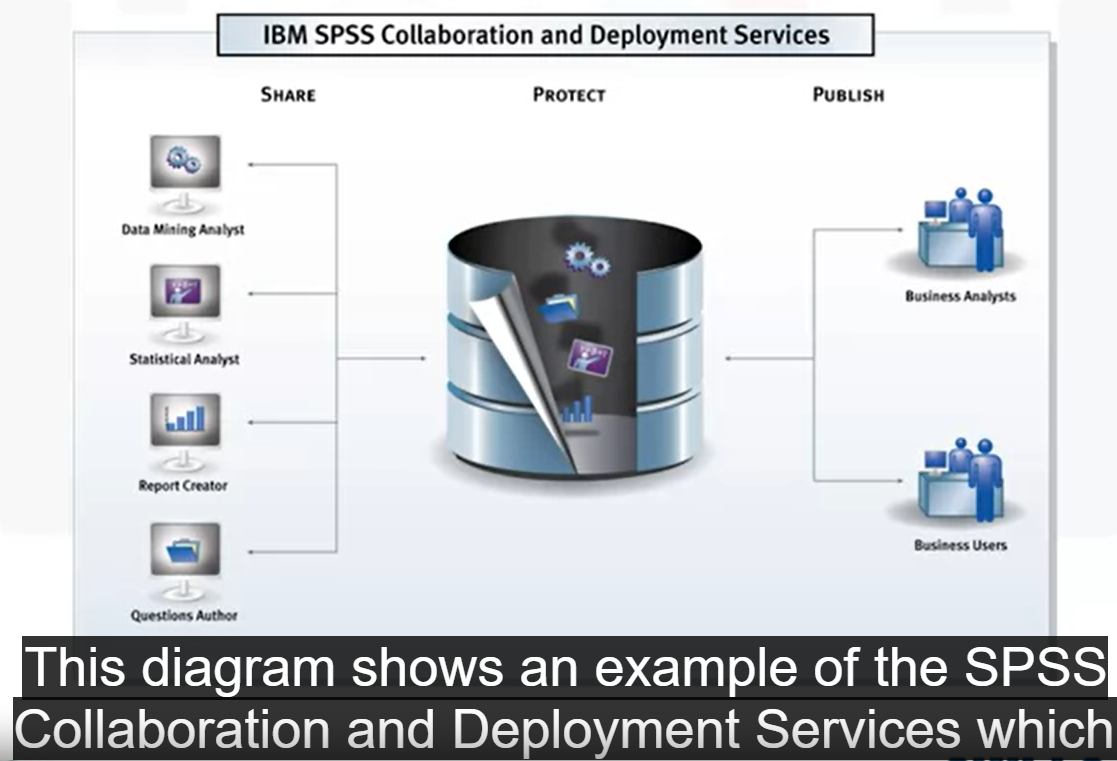 IBM SPSS Collaboration and Deployment Services
SHARE
PROTECT
PUBLISH
Data Mining Analyst
Statistical Analyst
Report Creator
Questions Author
Business Analysts
Business Users
This diagram shows an example of the SPSS
Collaboration and Deployment Services which